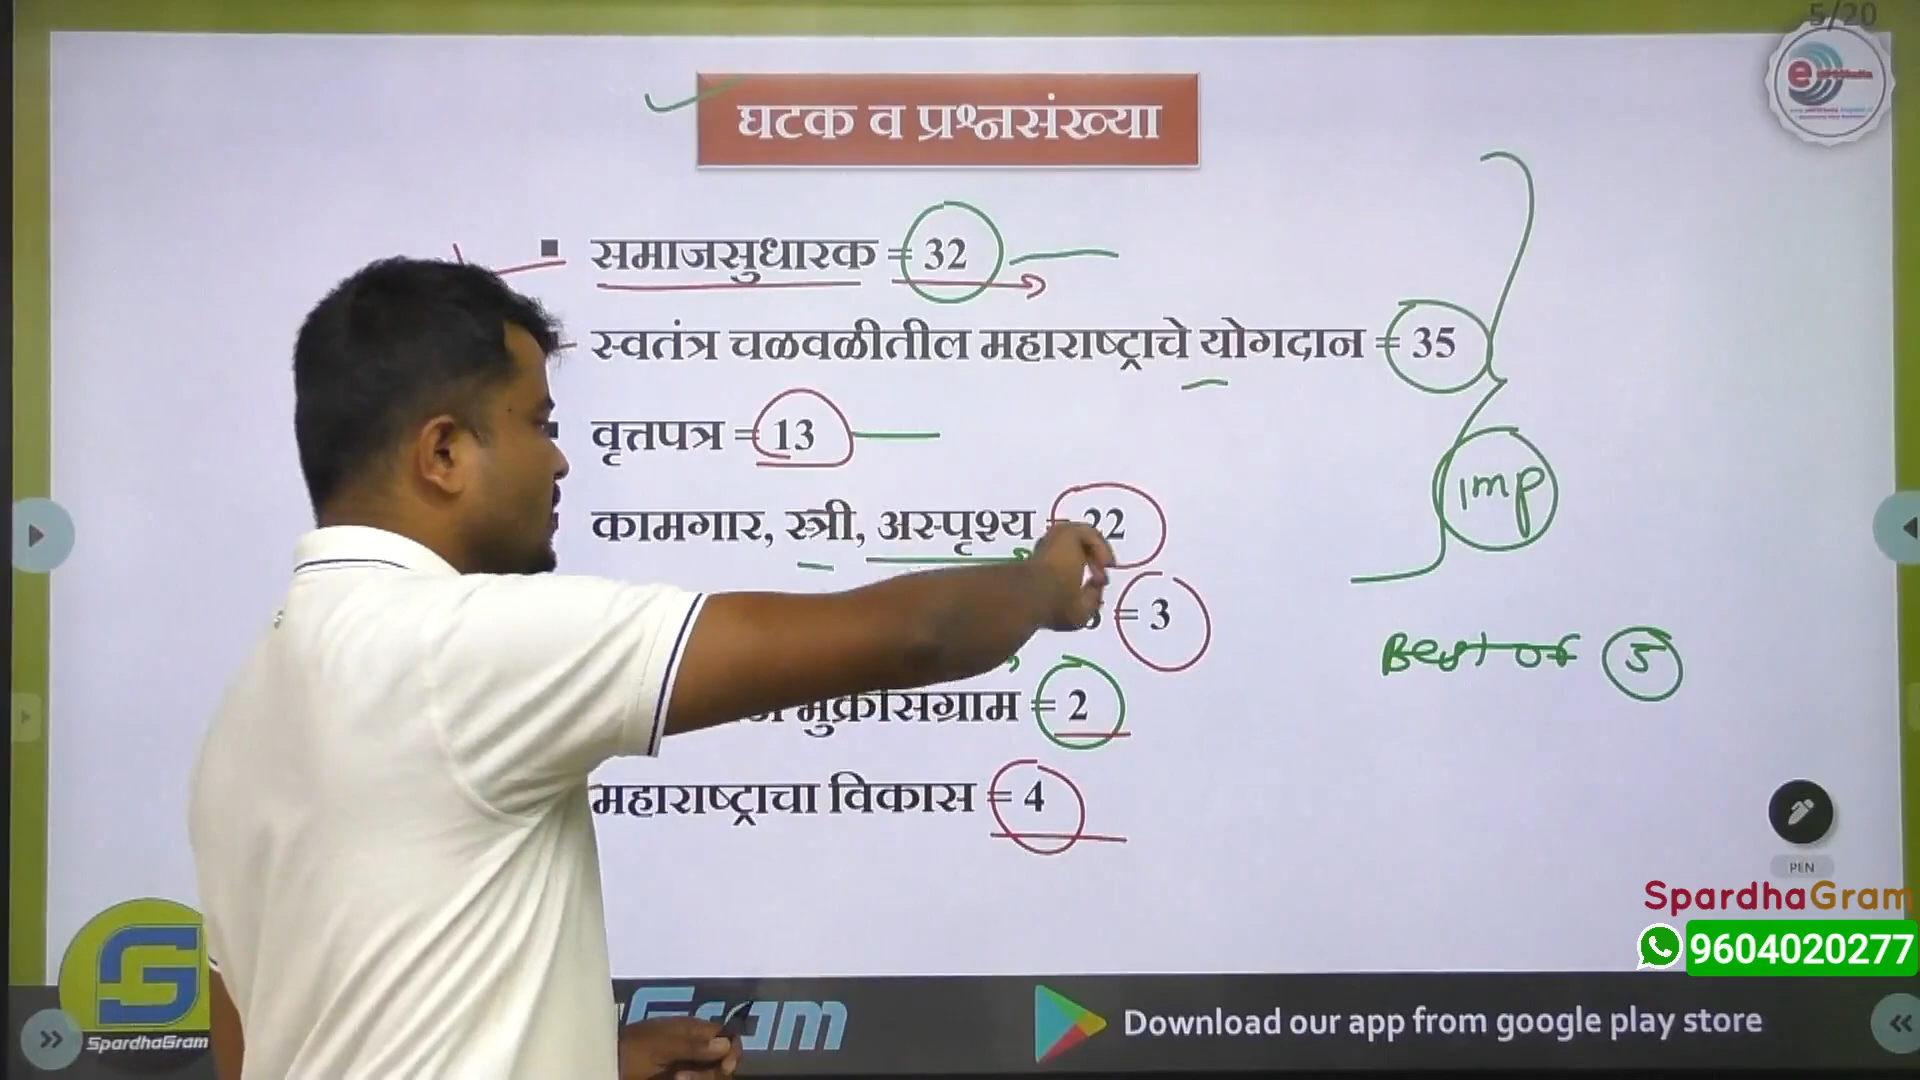 5/20
घटक व प्रश्नसंख्या
समाजसुधारक = 32
स्वतंत्र चळवळीतील महाराष्ट्राचे योगदान = 35
वृत्तपत्र = 13
imp
कामगार, स्त्री, अस्पृश्य = 22
= 3
Best of 5
मुक्तीसंग्राम = 2
महाराष्ट्राचा विकास = 4
PEN
SpardhaGram
9604020277
SpardhaGram
Gram
Download our app from google play store